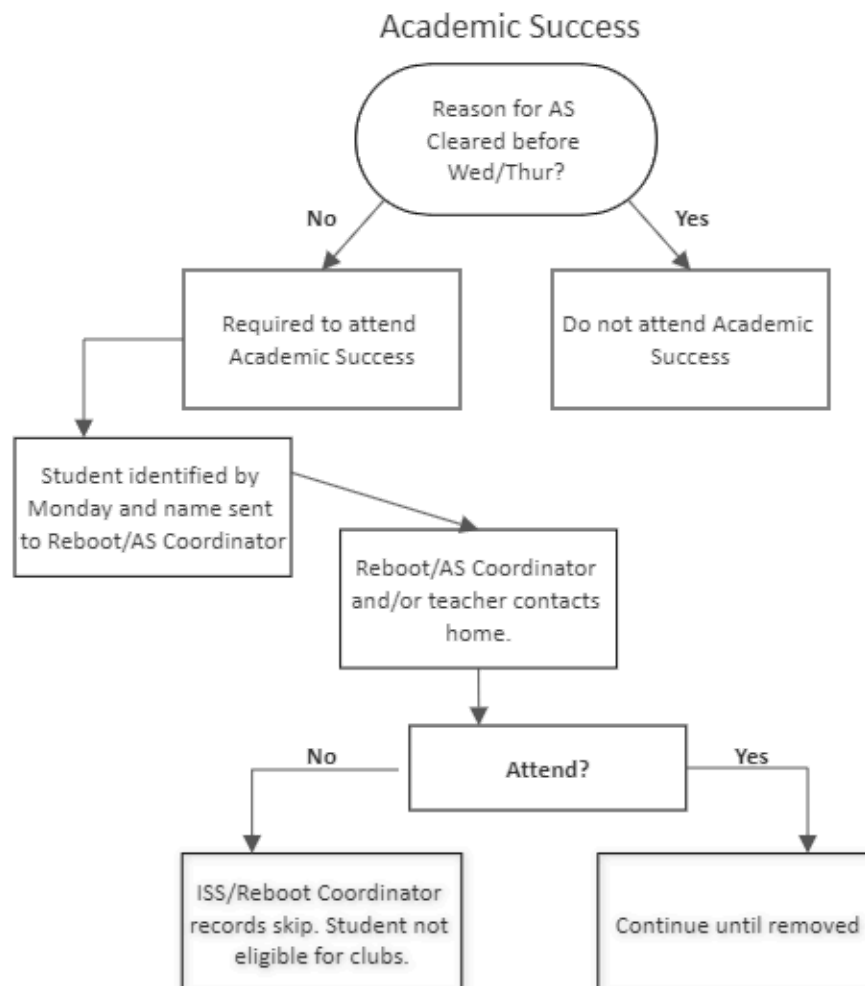 Academic Success
Reason for AS
Cleared before
Wed/Thur?
No
Yes
Required to attend
Academic Success
Do not attend Academic
Success
Student identified by
Monday and name sent
to Reboot/AS Coordinator
Reboot/AS Coordinator
and/or teacher contacts
home.
No
Attend?
Yes
ISS/Reboot Coordinator
records skip. Student not
eligible for clubs.
Continue until removed